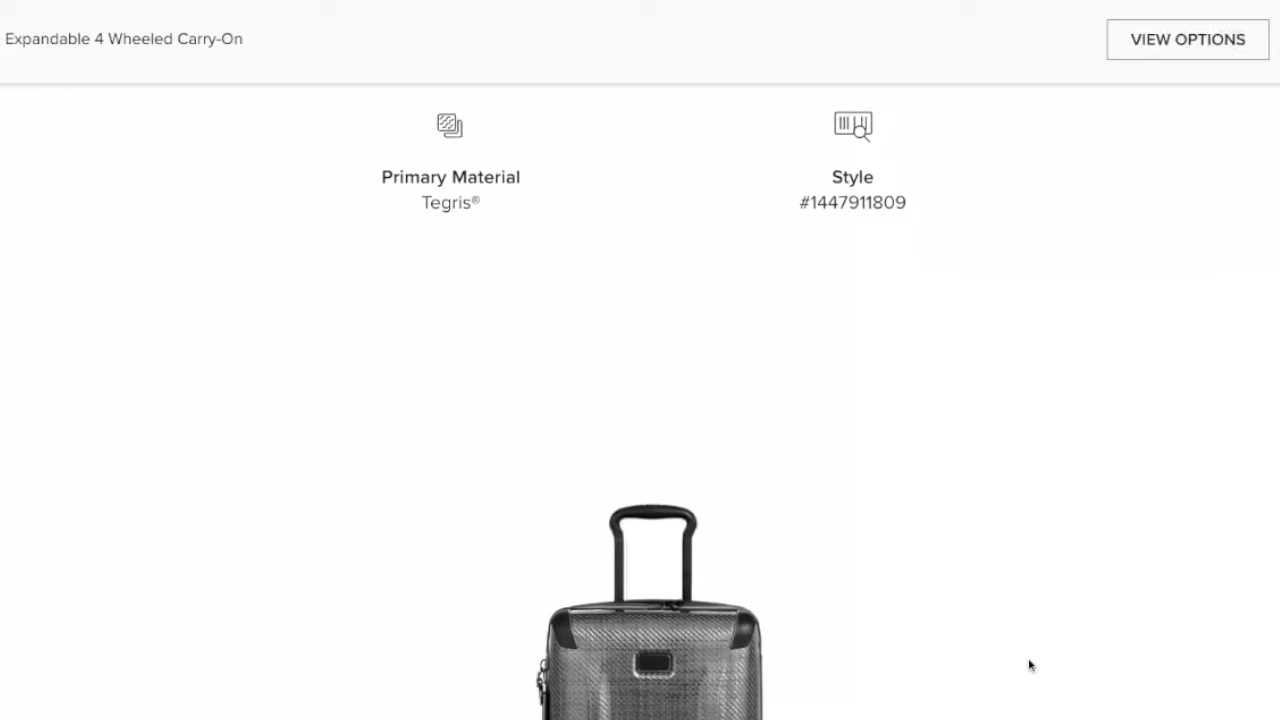 Expandable 4 Wheeled Carry-On
VIEW OPTIONS
Primary Material
Tegris®
Style
#1447911809